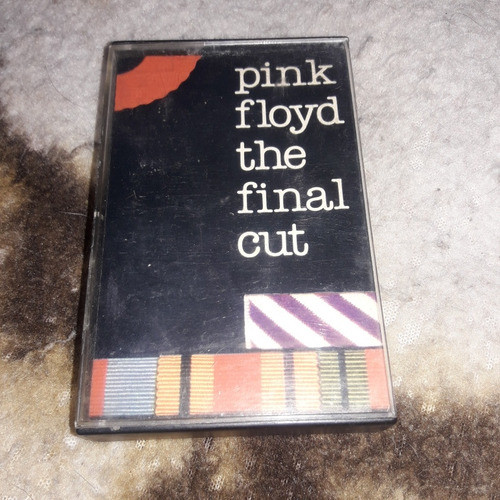 pink
floyd
the
final
cut